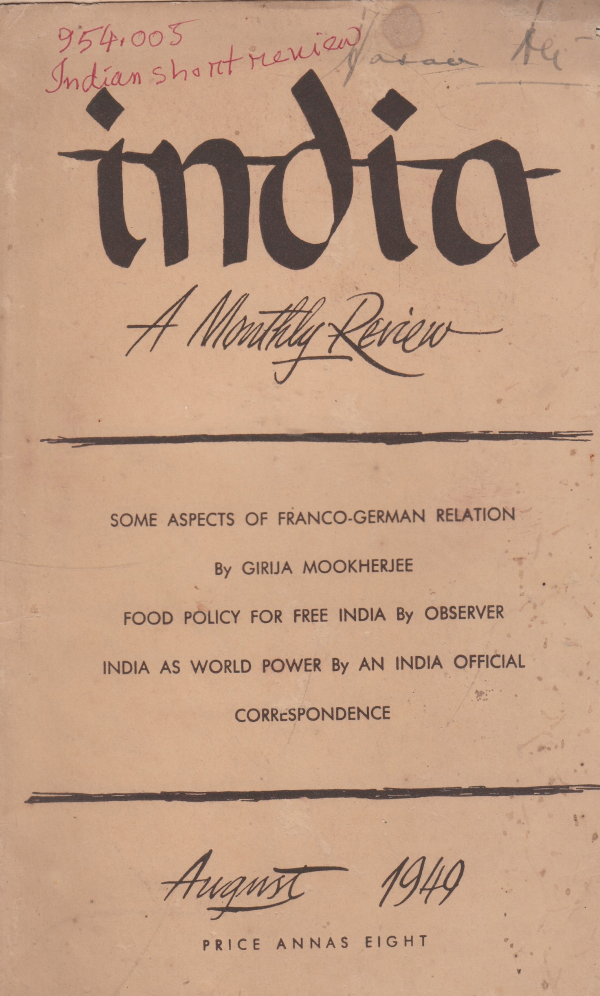 954.005
Indian short review
Ali
india
A Monthly Review
SOME ASPECTS OF FRANCO-GERMAN RELATION
By GIRIJA MOOKHERJEE
FOOD POLICY FOR FREE INDIA By OBSERVER
INDIA AS WORLD POWER By AN INDIA OFFICIAL
CORRESPONDENCE
August 1949
PRICE ANNAS EIGHT